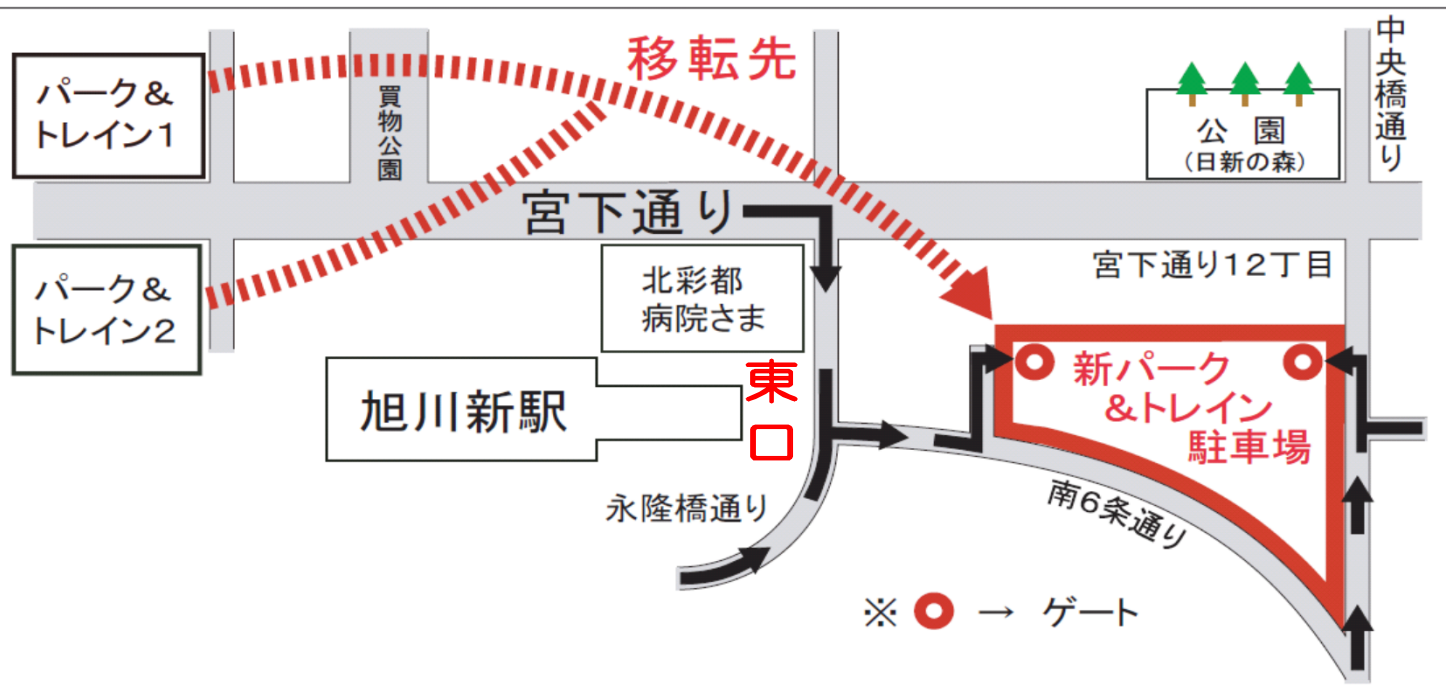 パーク&
トレイン1
買物公園
移転先
公 園
(日新の森)
中央橋通り
宮下通り
パーク&
トレイン2
北彩都
病院さま
宮下通り12丁目
旭川新駅
東口
新パーク
&トレイン
駐車場
永隆橋通り
南6条通り
※ → ゲート